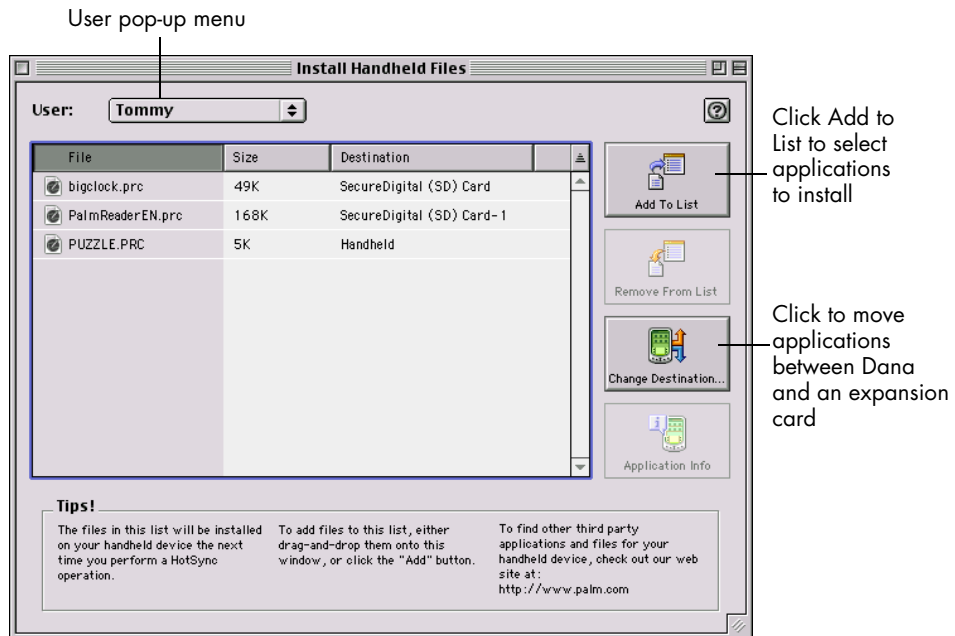 User pop-up menu
Install Handheld Files
User: Tommy
Click Add to
List to select
applications
to install
File Size Destination
bigclock.prc 49K SecureDigital (SD) Card
PalmReaderEN.prc 168K SecureDigital (SD) Card-1
PUZZLE.PRC 5K Handheld
Add To List
Remove From List
Change Destination...
Application Info
Click to move
applications
between Dana
and an expansion
card
Tips!
The files in this list will be installed
on your handheld device the next
time you perform a HotSync
operation.
To add files to this list, either
drag-and-drop them onto this
window, or click the "Add" button.
To find other third party
applications and files for your
handheld device, check out our web
site at:
http://www.palm.com